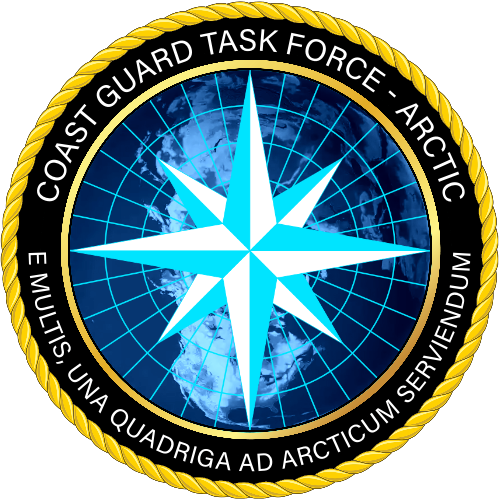 COAST GUARD TASK FORCE - ARCTIC
E MULTIS, UNA QUADRIGA AD ARCTICUM SERVIENDUM